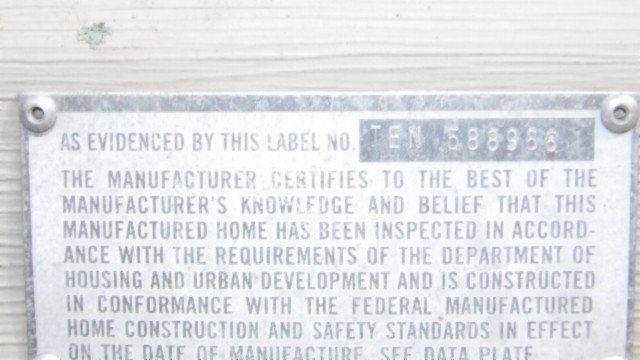 AS EVIDENCED BY THIS LABEL NO. TEN
THE MANUFACTURER CERTIFIES TO THE BEST OF THE
MANUFACTURER'S KNOWLEDGE AND BELIEF THAT THIS
MANUFACTURED HOME HAS BEEN INSPECTED IN ACCORD-
ANCE WITH THE REQUIREMENTS OF THE DEPARTMENT OF
HOUSING AND URBAN DEVELOPMENT AND IS CONSTRUCTED
IN CONFORMANCE WITH THE FEDERAL MANUFACTURED
HOME CONSTRUCTION AND SAFETY STANDARDS IN EFFECT
ON THE DATE OF MANUFACTURE. SEE DATA PLATE